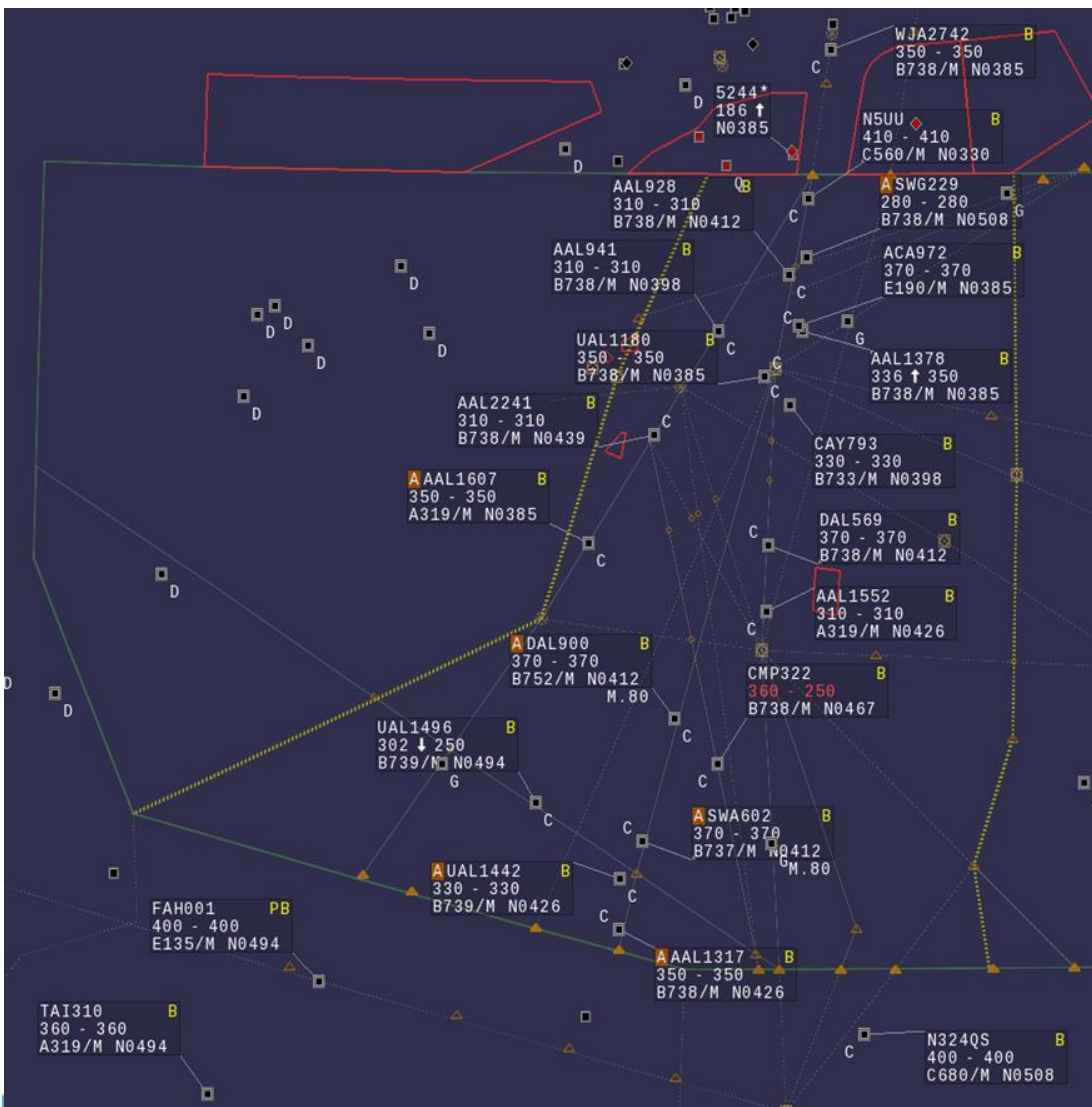 WJA2742 B
350 - 350
B738/M N0385
C
5244*
186 ↑
N0385
D
N5UU B
410 - 410
C560/M N0330
D
Q
AAL928 B
310 - 310
B738/M N0412
C
A SWG229
280 - 280
B738/M N0508
G
AAL941 B
310 - 310
B738/M N0398
C
ACA972 B
370 - 370
E190/M N0385
D
D
D
D
D
C
C
G
UAL1180 B
350 - 350
B738/M N0385
G
C
AAL1378 B
336 ↑ 350
B738/M N0385
D
AAL2241 B
310 - 310
B738/M N0439
C
C
CAY793 B
330 - 330
B733/M N0398
A AAL1607 B
350 - 350
A319/M N0385
C
DAL569 B
370 - 370
B738/M N0412
C
D
AAL1552 B
310 - 310
A319/M N0426
C
A DAL900 B
370 - 370
B752/M N0412
M.80
C
CMP322 B
360 - 250
B738/M N0467
C
D
D
UAL1496 B
302 ↓ 250
B739/M N0494
G
C
A SWA602 B
370 - 370
B737/M N0412
M.80
C
G
A UAL1442 B
330 - 330
B739/M N0426
C
FAH001 PB
400 - 400
E135/M N0494
C
A AAL1317 B
350 - 350
B738/M N0426
TAI310 B
360 - 360
A319/M N0494
N324QS B
400 - 400
C680/M N0508
C